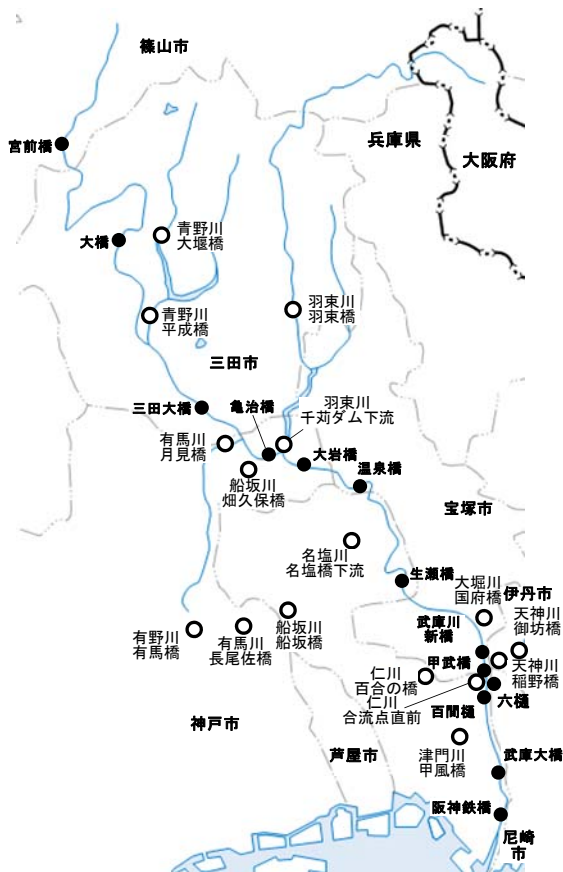 篠山市
宮前橋
兵庫県
大阪府
大橋
青野川
大堰橋
青野川
平成橋
羽束川
羽束橋
三田市
三田大橋
亀治橋
羽束川
千苅ダム下流
有馬川
月見橋
大岩橋
温泉橋
船坂川
畑久保橋
宝塚市
名塩川
名塩橋下流
生瀬橋
大堀川
国府橋
伊丹市
天神川
御坊橋
武庫川
新橋
有野川
有馬橋
有馬川
長尾佐橋
船坂川
船坂橋
甲武橋
天神川
稲野橋
仁川
百合の橋
仁川
合流点直前
六樋
百間樋
神戸市
芦屋市
津門川
甲風橋
武庫大橋
阪神鉄橋
尼崎
市